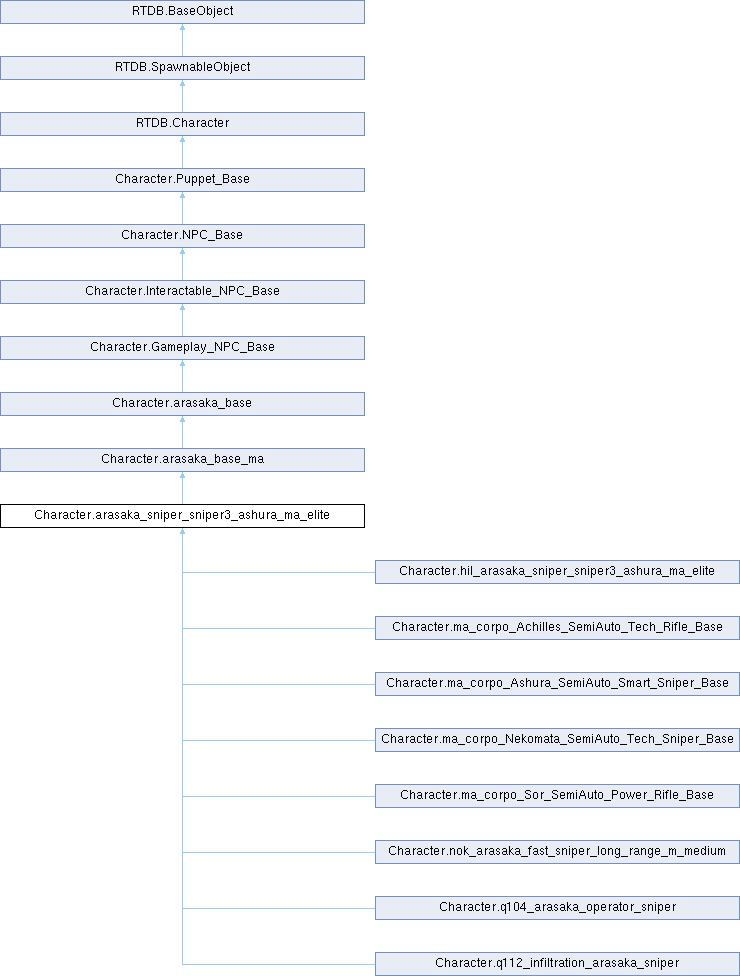 RTDB.BaseObject
RTDB.SpawnableObject
RTDB.Character
Character.Puppet_Base
Character.NPC_Base
Character.Interactable_NPC_Base
Character.Gameplay_NPC_Base
Character.arasaka_base
Character.arasaka_base_ma
Character.arasaka_sniper_sniper3_ashura_ma_elite
Character.hil_arasaka_sniper_sniper3_ashura_ma_elite
Character.ma_corpo_Achilles_SemiAuto_Tech_Rifle_Base
Character.ma_corpo_Ashura_SemiAuto_Smart_Sniper_Base
Character.ma_corpo_Nekomata_SemiAuto_Tech_Sniper_Base
Character.ma_corpo_Sor_SemiAuto_Power_Rifle_Base
Character.nok_arasaka_fast_sniper_long_range_m_medium
Character.q104_arasaka_operator_sniper
Character.q112_infiltration_arasaka_sniper